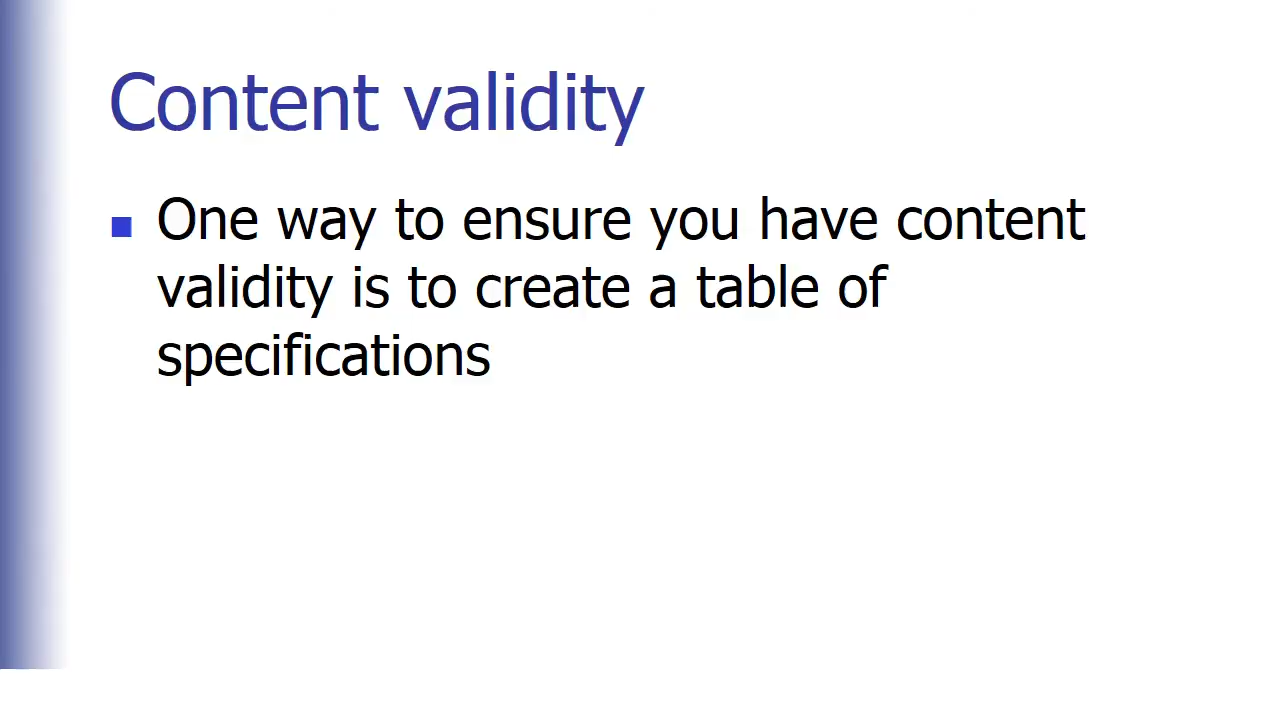 Content validity
One way to ensure you have content
validity is to create a table of
specifications